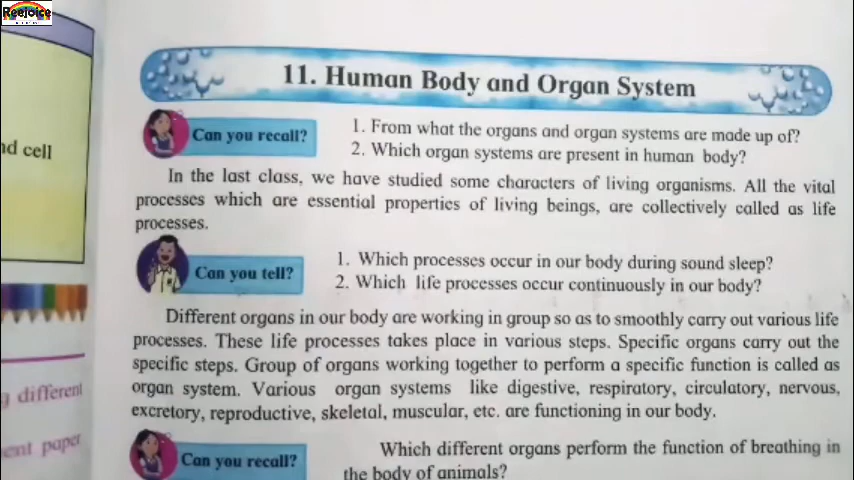 Reejoice
11. Human Body and Organ System
nd cell
Can you recall?
1. From what the organs and organ systems are made up of?
2. Which organ systems are present in human body?
In the last class, we have studied some characters of living organisms. All the vital
processes which are essential properties of living beings, are collectively called as life
processes.
Can you tell?
1. Which processes occur in our body during sound sleep?
2. Which life processes occur continuously in our body?
Different organs in our body are working in group so as to smoothly carry out various life
processes. These life processes takes place in various steps. Specific organs carry out the
specific steps. Group of organs working together to perform a specific function is called as
organ system. Various organ systems like digestive, respiratory, circulatory, nervous,
excretory, reproductive, skeletal, muscular, etc. are functioning in our body.
g different
ent paper
Can you recall?
Which different organs perform the function of breathing in
the body of animals?